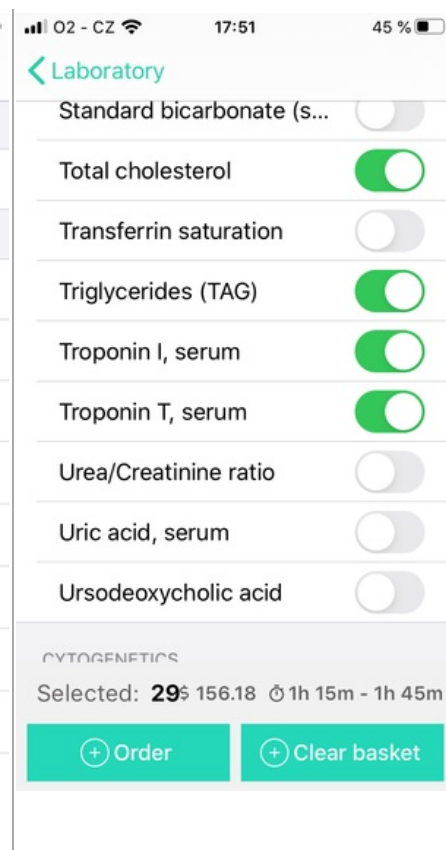 O2 - CZ 17:51 45 %
Laboratory
Standard bicarbonate (s...
Total cholesterol
Transferrin saturation
Triglycerides (TAG)
Troponin I, serum
Troponin T, serum
Urea/Creatinine ratio
Uric acid, serum
Ursodeoxycholic acid
CYTOGENETICS
Selected: 29$ 156.18 1h 15m - 1h 45m
+ Order + Clear basket